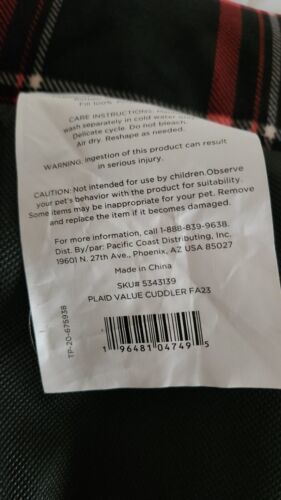 Fill 100%
CARE INSTRUCTIONS:
wash separately in cold water
Delicate cycle. Do not bleach.
Air dry. Reshape as needed.
WARNING: Ingestion of this product can result
in serious injury.
CAUTION: Not intended for use by children.Observe
your pet's behavior with the product for suitability.
Some items may be inappropriate for your pet. Remove
and replace the item if it becomes damaged.
For more information, call 1-888-839-9638.
Dist. By/par: Pacific Coast Distributing, Inc.
19601 N. 27th Ave., Phoenix, AZ USA 85027
Made in China
SKU# 5343139
PLAID VALUE CUDDLER FA23
1 96481 04749 5
TP-20-675938